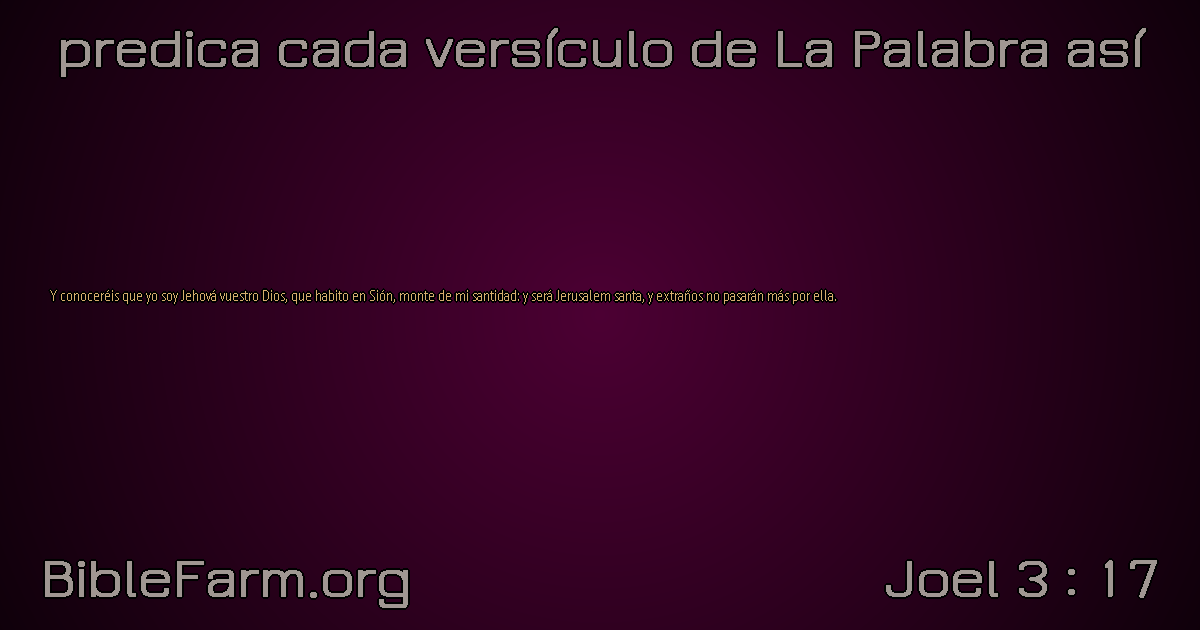 predica cada versículo de La Palabra así
Y conoceréis que yo soy Jehová vuestro Dios, que habito en Sión, monte de mi santidad: y será Jerusalem santa, y extraños no pasarán más por ella.
BibleFarm.org
Joel 3 : 17